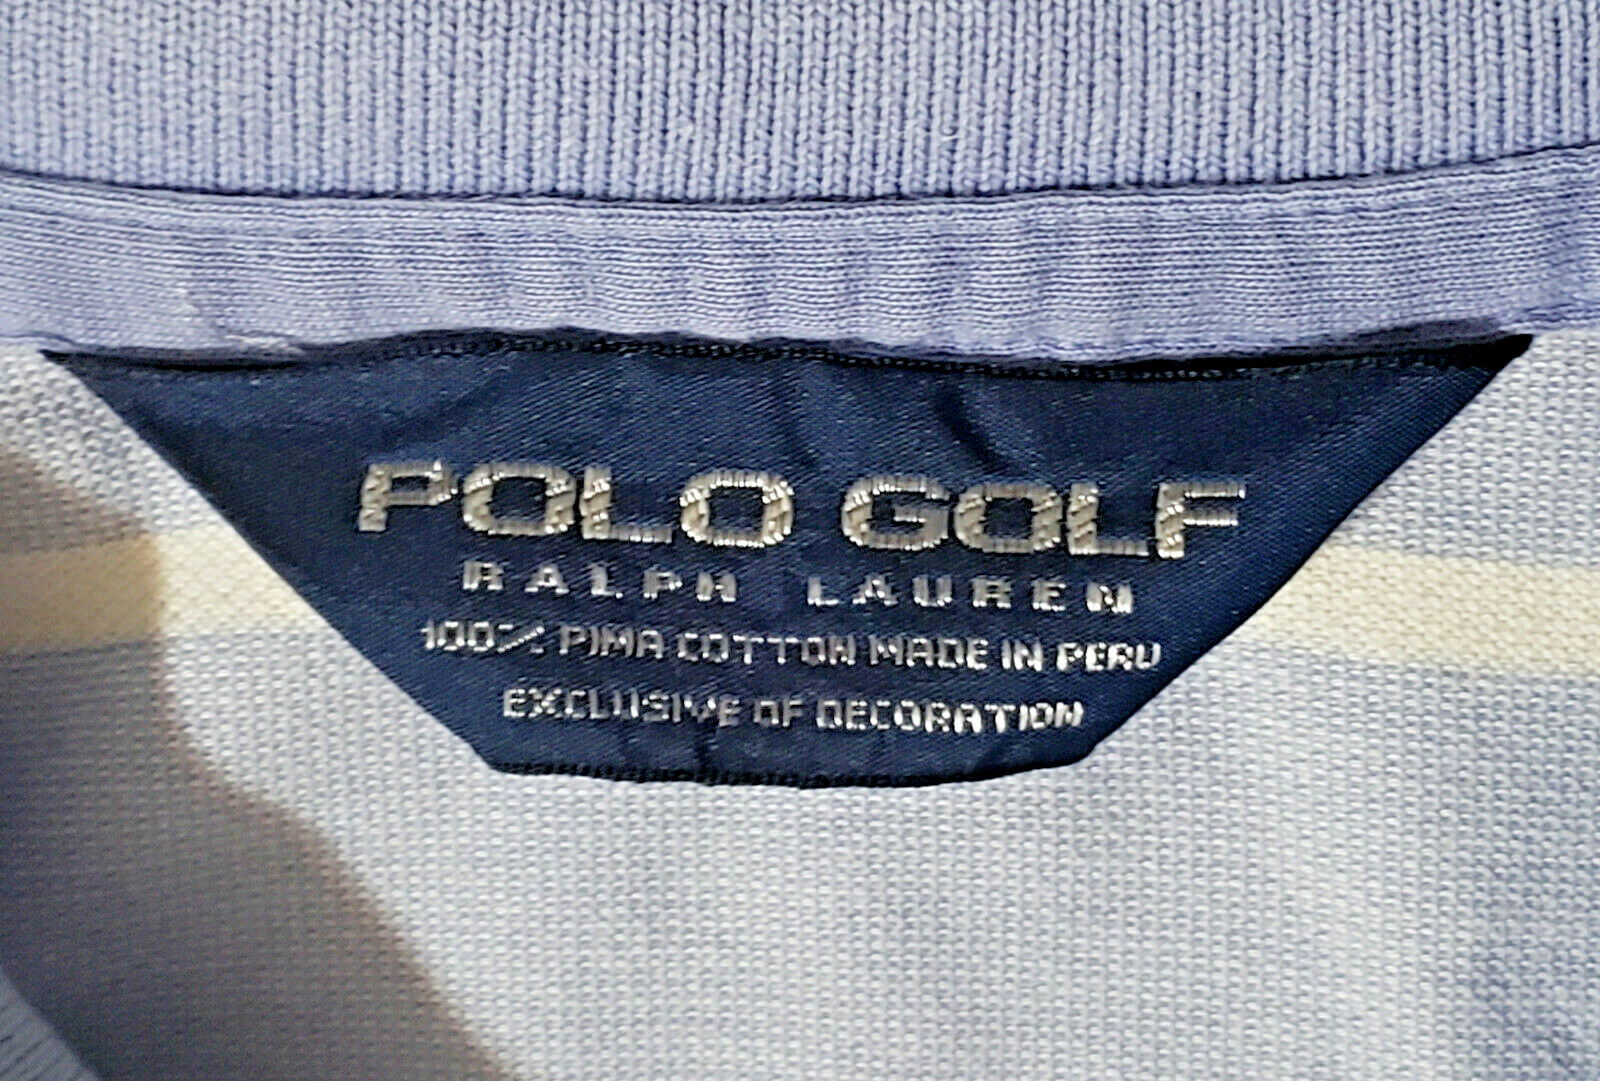 POLO GOLF
RALPH LAUREN
100% PIMA COTTON MADE IN PERU
EXCLUSIVE OF DECORATION